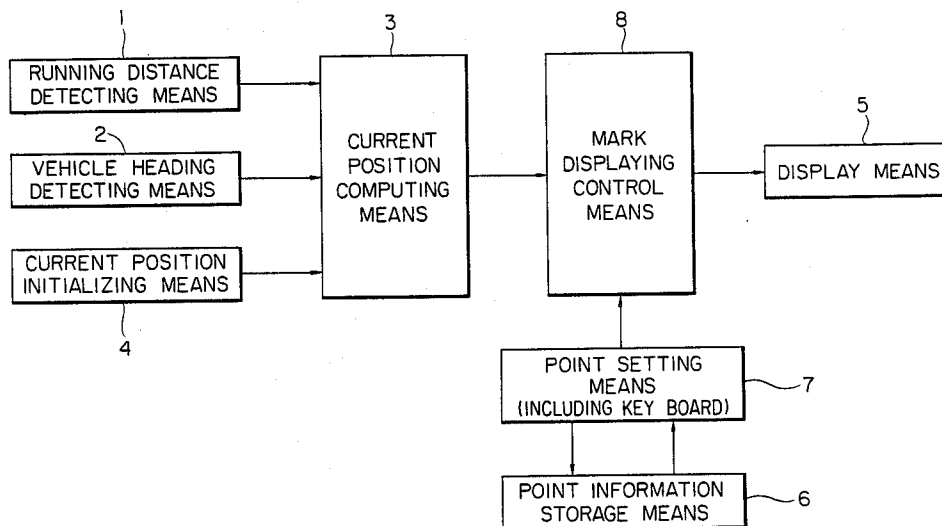 1
RUNNING DISTANCE
DETECTING MEANS
2
VEHICLE HEADING
DETECTING MEANS
CURRENT POSITION
INITIALIZING MEANS
4
3
CURRENT
POSITION
COMPUTING
MEANS
8
MARK
DISPLAYING
CONTROL
MEANS
5
DISPLAY MEANS
POINT SETTING
MEANS
(INCLUDING KEY BOARD)
7
POINT INFORMATION
STORAGE MEANS
6